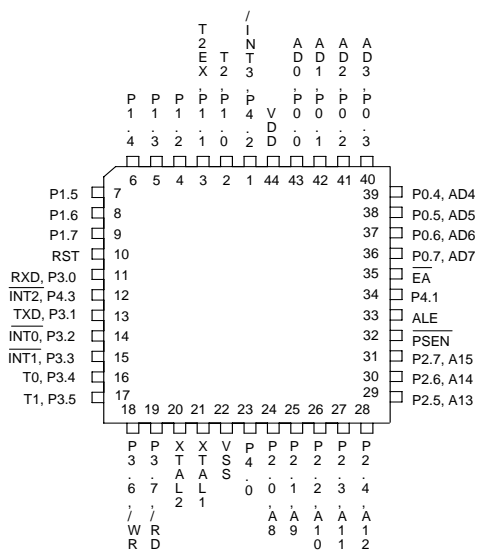 P1.4
P1.3
P1.2
T2EX,P1.1
T2,P1.0
/INT3,P4.2
VDD
AD0,P0.0
AD1,P0.1
AD2,P0.2
AD3,P0.3
6 5 4 3 2 1 44 43 42 41 40
P1.5 7
P1.6 8
P1.7 9
RST 10
RXD, P3.0 11
INT2, P4.3 12
TXD, P3.1 13
INT0, P3.2 14
INT1, P3.3 15
T0, P3.4 16
T1, P3.5 17
39 P0.4, AD4
38 P0.5, AD5
37 P0.6, AD6
36 P0.7, AD7
35 EA
34 P4.1
33 ALE
32 PSEN
31 P2.7, A15
30 P2.6, A14
29 P2.5, A13
18 19 20 21 22 23 24 25 26 27 28
P3.6,/WR
P3.7,/RD
XTAL2
XTAL1
VSS
P4.0
P2.0,A8
P2.1,A9
P2.2,A10
P2.3,A11
P2.4,A12